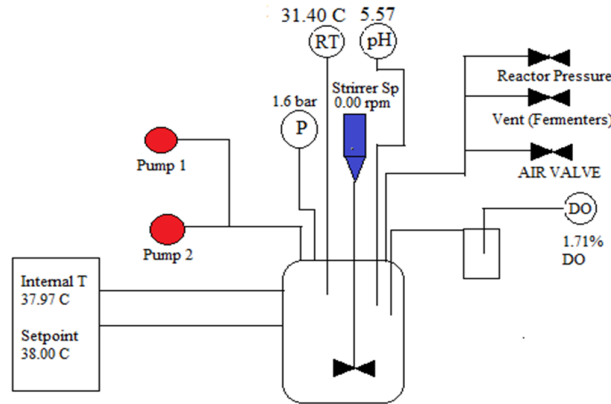 31.40 C
5.57
RT
pH
Strirrer Sp
0.00 rpm
1.6 bar
P
Reactor Pressure
Vent (Fermenters)
AIR VALVE
Pump 1
Pump 2
DO
1.71%
DO
Internal T
37.97 C
Setpoint
38.00 C